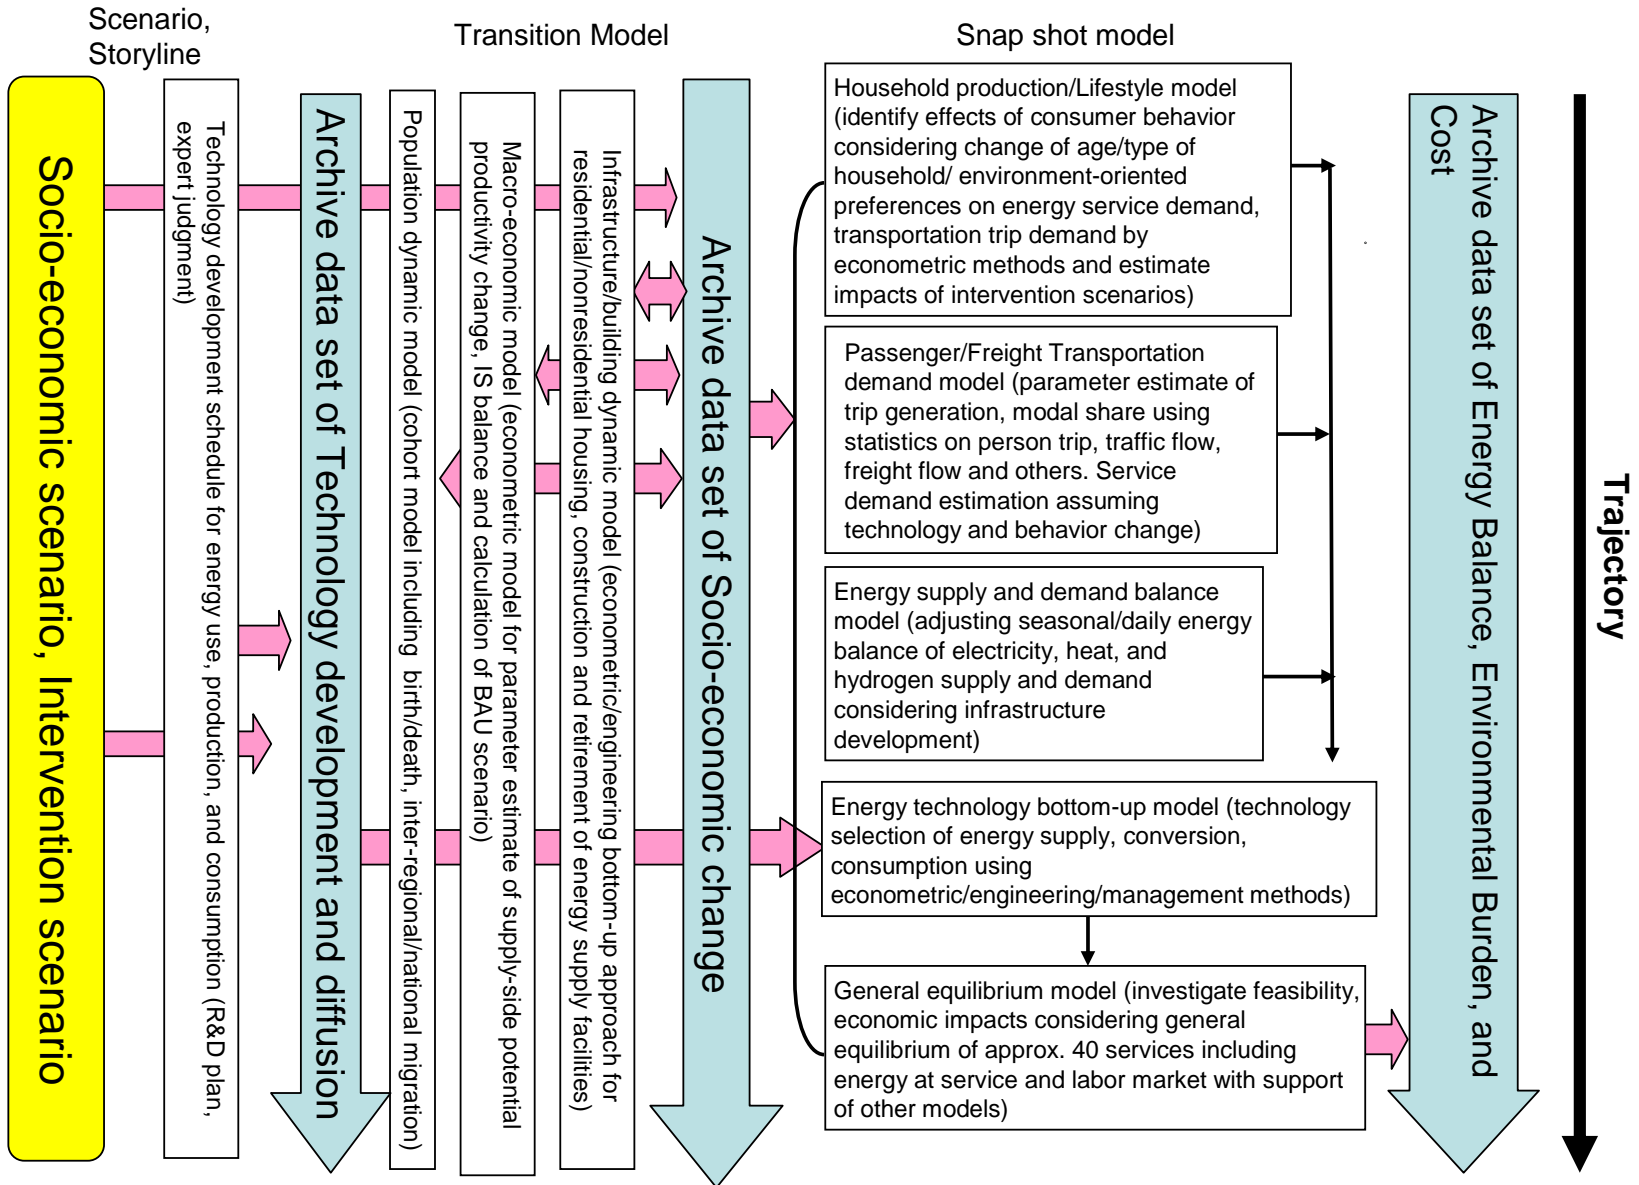 Scenario,
Storyline
Transition Model
Snap shot model
Socio-economic scenario, Intervention scenario
Technology development schedule for energy use, production, and consumption (R&D plan,
expert judgment)
Archive data set of Technology development and diffusion
Population dynamic model (cohort model including birth/death, inter-regional/national migration)
Macro-economic model (econometric model for parameter estimate of supply-side potential
productivity change, IS balance and calculation of BAU scenario)
Infrastructure/building dynamic model (econometric/engineering bottom-up approach for
residential/nonresidential housing, construction and retirement of energy supply facilities)
Archive data set of Socio-economic change
Household production/Lifestyle model
(identify effects of consumer behavior
considering change of age/type of
household/ environment-oriented
preferences on energy service demand,
transportation trip demand by
econometric methods and estimate
impacts of intervention scenarios)
Passenger/Freight Transportation
demand model (parameter estimate of
trip generation, modal share using
statistics on person trip, traffic flow,
freight flow and others. Service
demand estimation assuming
technology and behavior change)
Energy supply and demand balance
model (adjusting seasonal/daily energy
balance of electricity, heat, and
hydrogen supply and demand
considering infrastructure
development)
Energy technology bottom-up model (technology
selection of energy supply, conversion,
consumption using
econometric/engineering/management methods)
General equilibrium model (investigate feasibility,
economic impacts considering general
equilibrium of approx. 40 services including
energy at service and labor market with support
of other models)
Archive data set of Energy Balance, Environmental Burden, and
Cost
Trajectory